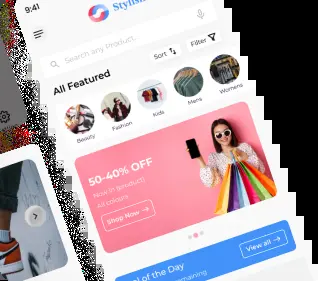 9:41
Stylish
Search any Product..
All Featured
Sort
Filter
Beauty
Fashion
Kids
Mens
Womens
50-40% OFF
Now in (product)
All colours
Shop Now →
of the Day
View all →
remaining